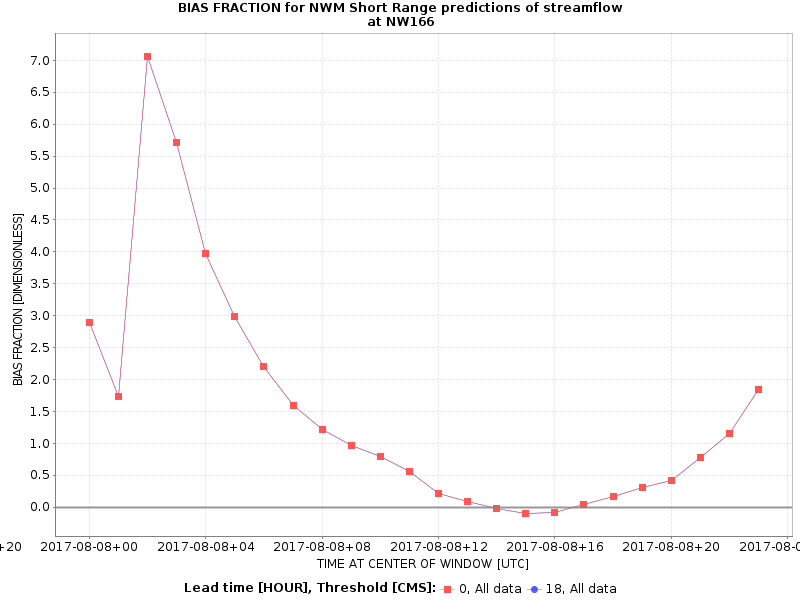 BIAS FRACTION for NWM Short Range predictions of streamflow
at NW166
BIAS FRACTION [DIMENSIONLESS]
7.0
6.5
6.0
5.5
5.0
4.5
4.0
3.5
3.0
2.5
2.0
1.5
1.0
0.5
0.0
+20 2017-08-08+00 2017-08-08+04 2017-08-08+08 2017-08-08+12 2017-08-08+16 2017-08-08+20 2017-08-0
TIME AT CENTER OF WINDOW [UTC]
Lead time [HOUR], Threshold [CMS]: 0, All data 18, All data